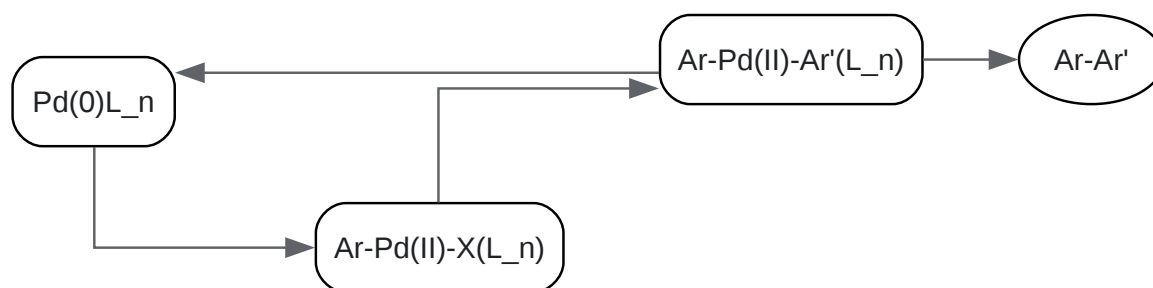 Ar-Pd(II)-Ar'(L_n)
Ar-Ar'
Pd(0)L_n
Ar-Pd(II)-X(L_n)